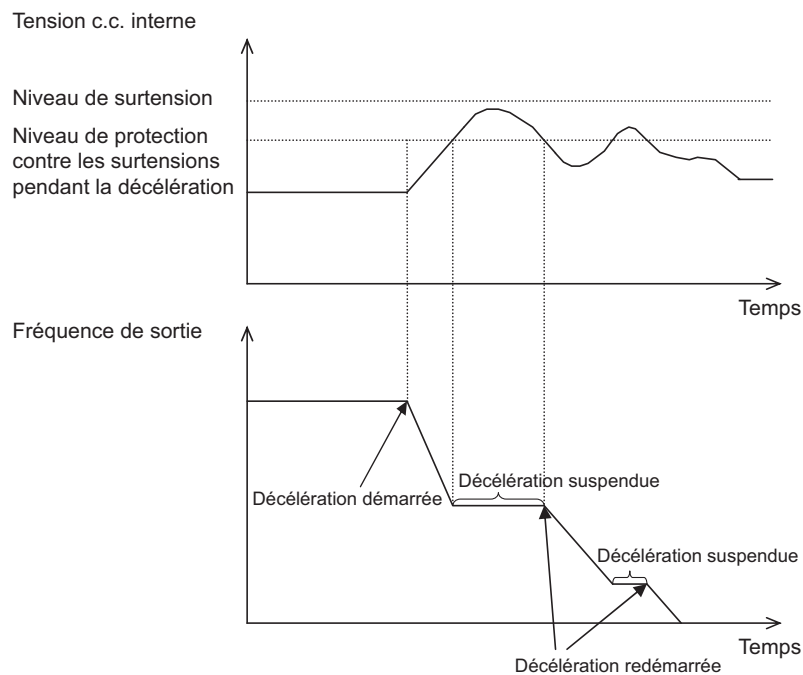 Tension c.c. interne
Niveau de surtension
Niveau de protection
contre les surtensions
pendant la décélération
Temps
Fréquence de sortie
Décélération démarrée
Décélération suspendue
Décélération suspendue
Temps
Décélération redémarrée